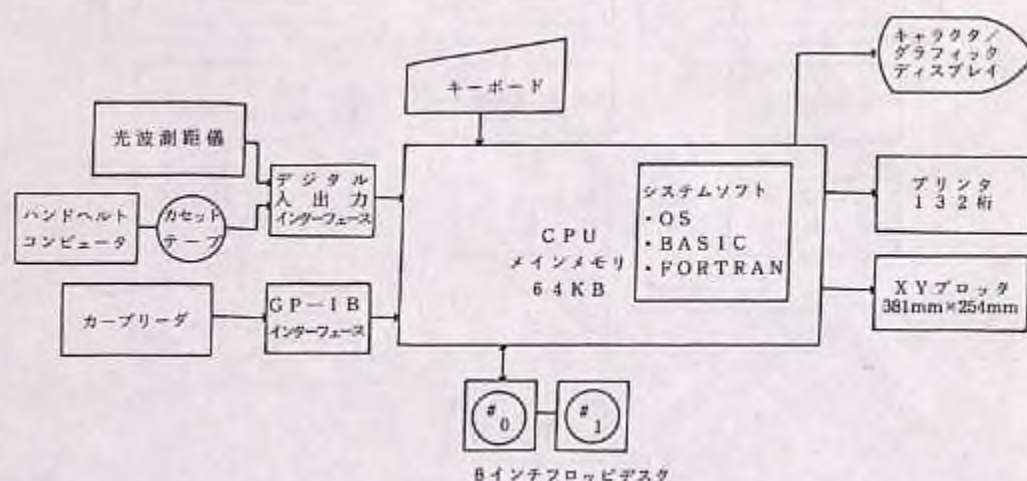 キャラクタ/
グラフィック
ディスプレイ
キーボード
光波測距儀
デジタル
入出力
インターフェース
ハンドヘルト
コンピュータ
カセット
テープ
CPU
メインメモリ
64KB
システムソフト
・OS
・BASIC
・FORTRAN
プリンタ
132桁
XYプロッタ
381mm×254mm
カーブリーダ
GP-IB
インターフェース
#0
#1
8インチフロッピデスク